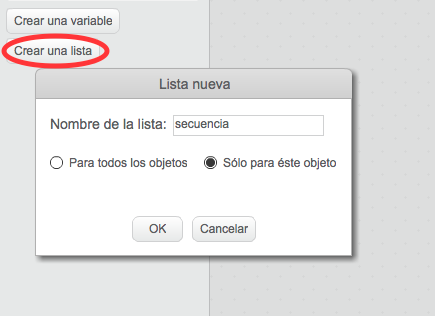 Crear una variable
Crear una lista
Lista nueva
Nombre de la lista: secuencia
Para todos los objetos Sólo para éste objeto
OK Cancelar